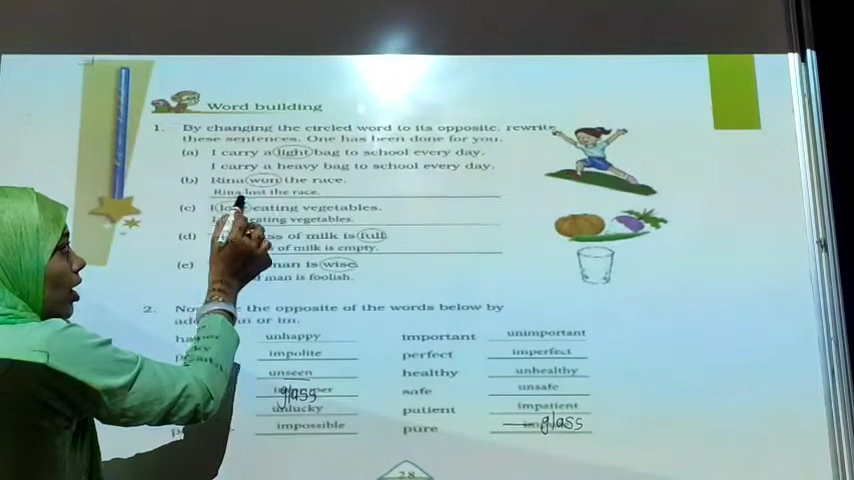 Word building
1. By changing the circled word to its opposite, rewrite
these sentences. One has been done for you.
(a) I carry a light bag to school every day.
I carry a heavy bag to school every day.
(b) Rina won the race.
Rina lost the race.
(c) I eating vegetables.
eating vegetables.
(d) of milk is full.
of milk is empty.
(e) man is wise.
man is foolish.
2. the opposite of the words below by
or im.
unhappy important unimportant
impolite perfect imperfect
unseen healthy unhealthy
glass safe unsafe
unlucky patient impatient
impossible pure glass
28